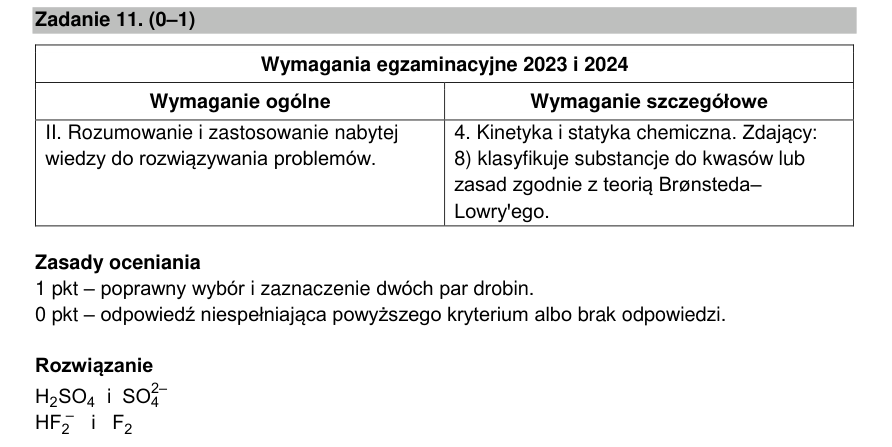 Zadanie 11. (0–1)
Wymagania egzaminacyjne 2023 i 2024
Wymaganie ogólne
Wymaganie szczegółowe
II. Rozumowanie i zastosowanie nabytej
wiedzy do rozwiązywania problemów.
4. Kinetyka i statyka chemiczna. Zdający:
8) klasyfikuje substancje do kwasów lub
zasad zgodnie z teorią Brønsteda–
Lowry'ego.
Zasady oceniania
1 pkt – poprawny wybór i zaznaczenie dwóch par drobin.
0 pkt – odpowiedź niespełniająca powyższego kryterium albo brak odpowiedzi.
Rozwiązanie
H₂SO₄ i SO₄²⁻
HF₂⁻ i F₂